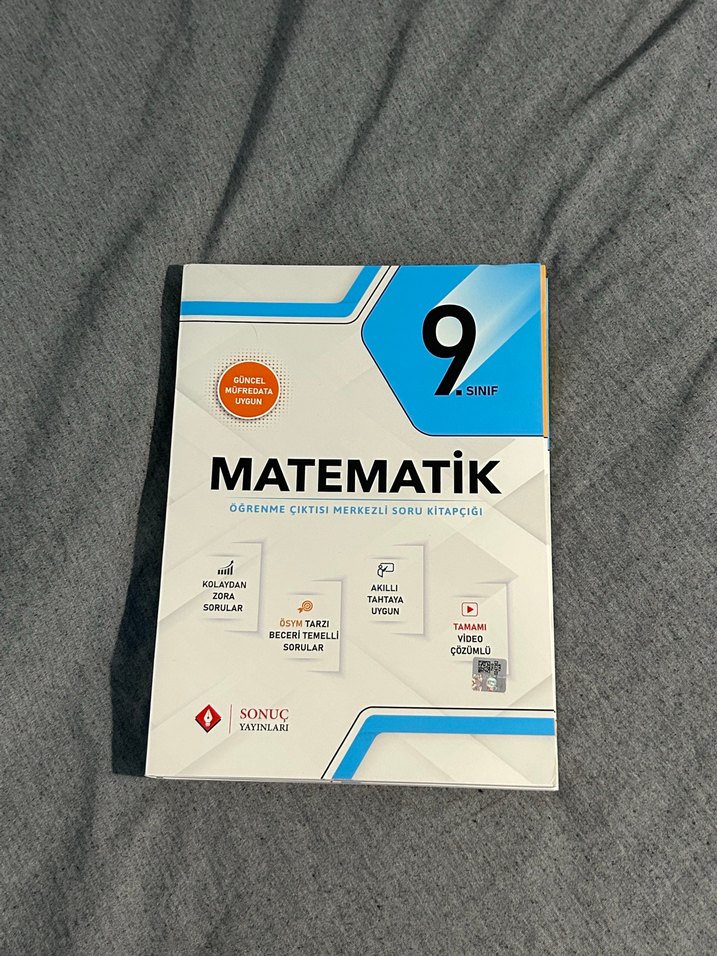 9.
SINIF
GÜNCEL
MÜFREDATA
UYGUN
MATEMATİK
ÖĞRENME ÇIKTISI MERKEZLİ SORU KİTAPÇIĞI
KOLAYDAN
ZORA
SORULAR
ÖSYM TARZI
BECERİ TEMELLİ
SORULAR
AKILLI
TAHTAYA
UYGUN
TAMAMI
VİDEO
ÇÖZÜMLÜ
SONUÇ
YAYINLARI